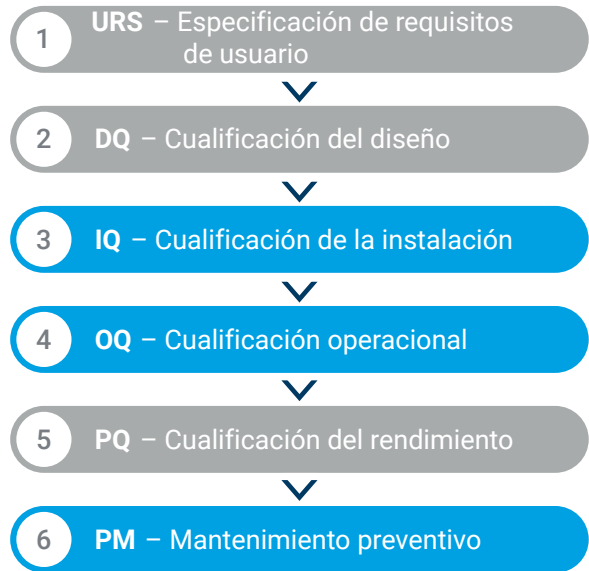 1
URS – Especificación de requisitos
de usuario
2
DQ – Cualificación del diseño
3
IQ – Cualificación de la instalación
4
OQ – Cualificación operacional
5
PQ – Cualificación del rendimiento
6
PM – Mantenimiento preventivo